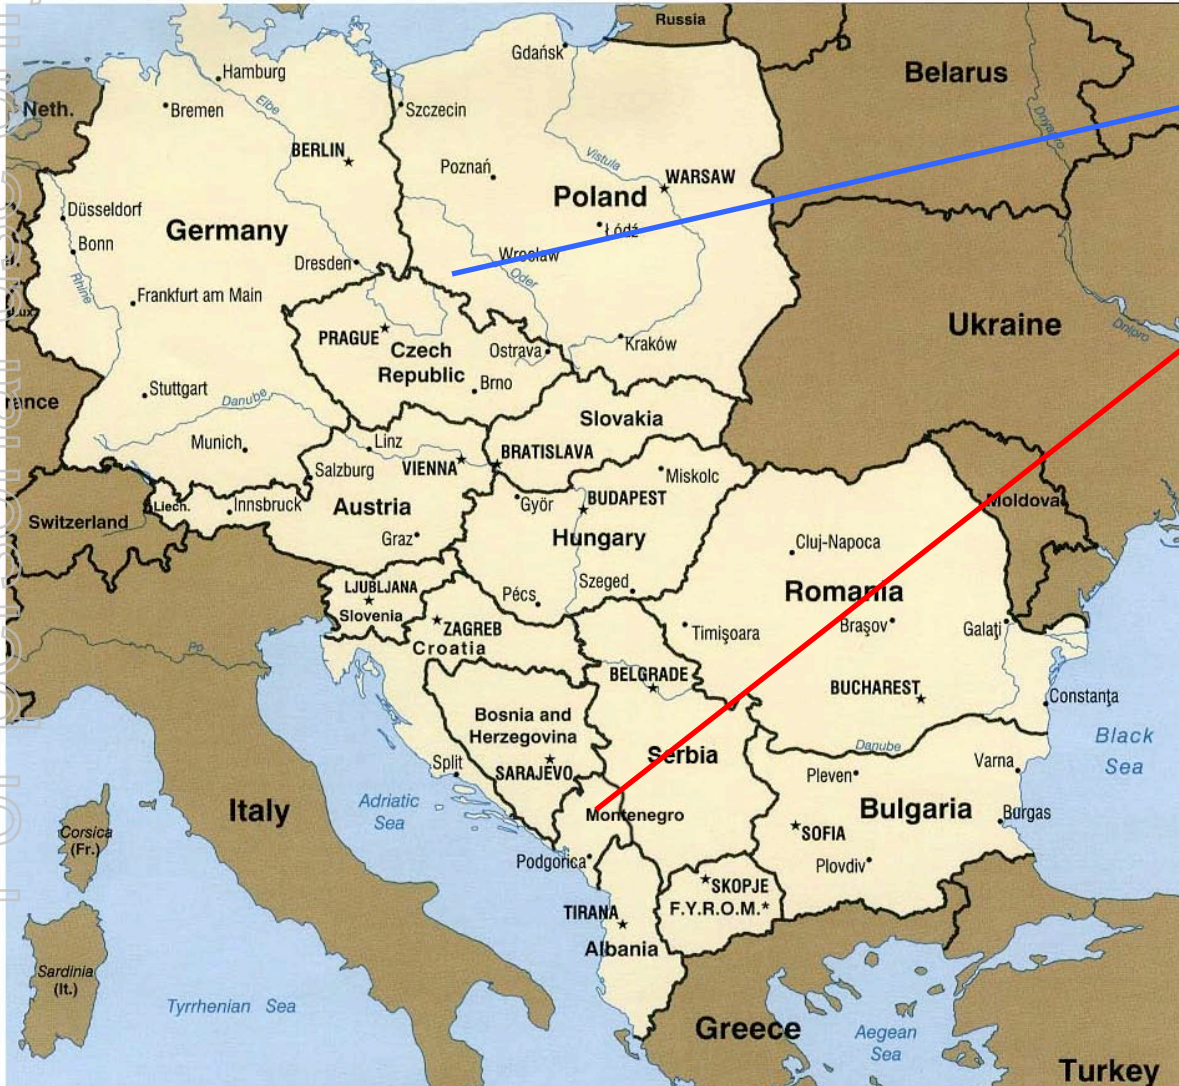 Russia
Gdańsk
Belarus
Hamburg
Neth.
Bremen
Elbe
Szczecin
Dnyapro
BERLIN
Poznań
Vistula
WARSAW
Poland
Düsseldorf
Germany
Łódź
Bonn
Dresden
Wrocław
Oder
Rhine
Frankfurt am Main
Lux.
Ukraine
Dnipro
PRAGUE
Czech
Republic
Ostrava
Kraków
Brno
Stuttgart
Danube
rance
Slovakia
Munich
Linz
BRATISLAVA
Salzburg
VIENNA
Miskolc
Liech.
Innsbruck
Austria
Györ
BUDAPEST
Moldova
Switzerland
Graz
Hungary
Cluj-Napoca
LJUBLJANA
Slovenia
Pécs
Szeged
Romania
ZAGREB
Croatia
Timişoara
Braşov
Galaţi
Po
BELGRADE
BUCHAREST
Constanţa
Bosnia and
Herzegovina
Black
Sea
Danube
Split
SARAJEVO
Serbia
Pleven
Varna
Italy
Adriatic
Sea
Montenegro
Bulgaria
Burgas
Corsica
(Fr.)
SOFIA
Podgorica
Plovdiv
SKOPJE
F.Y.R.O.M.*
TIRANA
Albania
Sardinia
(It.)
Tyrrhenian Sea
Greece
Aegean
Sea
Turkey